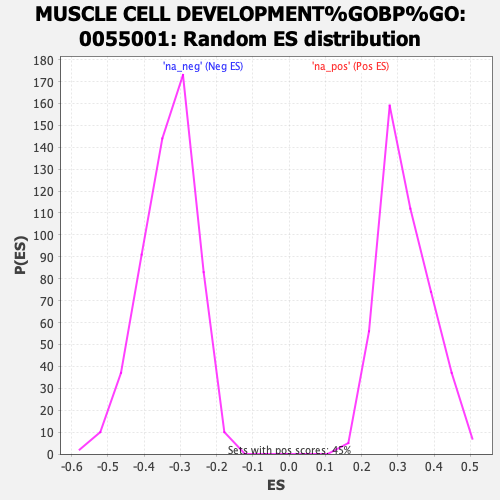 MUSCLE CELL DEVELOPMENT%GOBP%GO:
0055001: Random ES distribution
'na_neg' (Neg ES)
'na_pos' (Pos ES)
180
170
160
150
140
130
120
110
100
90
80
70
60
50
40
30
20
10
0
P(ES)
Sets with pos scores: 45%
-0.6 -0.5 -0.4 -0.3 -0.2 -0.1 0.0 0.1 0.2 0.3 0.4 0.5
ES